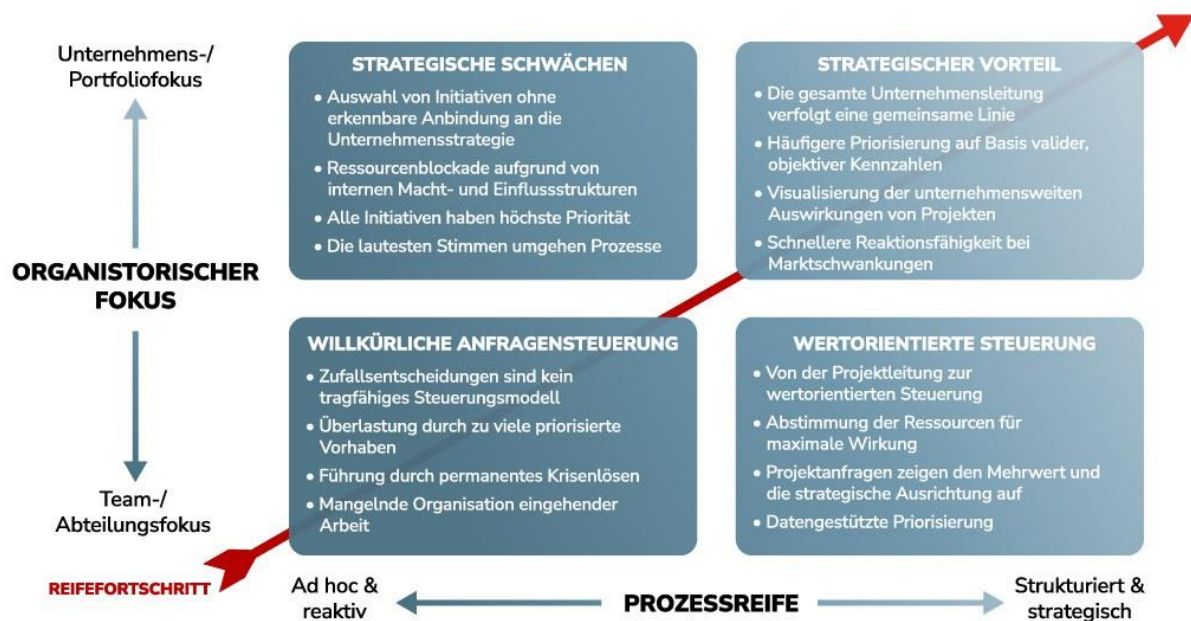 Unternehmens-/
Portfoliofokus
ORGANISTORISCHER
FOKUS
Team-/
Abteilungsfokus
REIFEFORTSCHRITT
STRATEGISCHE SCHWÄCHEN
• Auswahl von Initiativen ohne
erkennbare Anbindung an die
Unternehmensstrategie
• Ressourcenblockade aufgrund von
internen Macht- und Einflussstrukturen
• Alle Initiativen haben höchste Priorität
• Die lautesten Stimmen umgehen Prozesse
STRATEGISCHER VORTEIL
• Die gesamte Unternehmensleitung
verfolgt eine gemeinsame Linie
• Häufigere Priorisierung auf Basis valider,
objektiver Kennzahlen
• Visualisierung der unternehmensweiten
Auswirkungen von Projekten
• Schnellere Reaktionsfähigkeit bei
Marktschwankungen
WILLKÜRLICHE ANFRAGENSTEUERUNG
• Zufallsentscheidungen sind kein
tragfähiges Steuerungsmodell
• Überlastung durch zu viele priorisierte
Vorhaben
• Führung durch permanentes Krisenlösen
• Mangelnde Organisation eingehender
Arbeit
WERTORIENTIERTE STEUERUNG
• Von der Projektleitung zur
wertorientierten Steuerung
• Abstimmung der Ressourcen für
maximale Wirkung
• Projektanfragen zeigen den Mehrwert und
die strategische Ausrichtung auf
• Datengestützte Priorisierung
Ad hoc &
reaktiv
PROZESSREIFE
Strukturiert &
strategisch